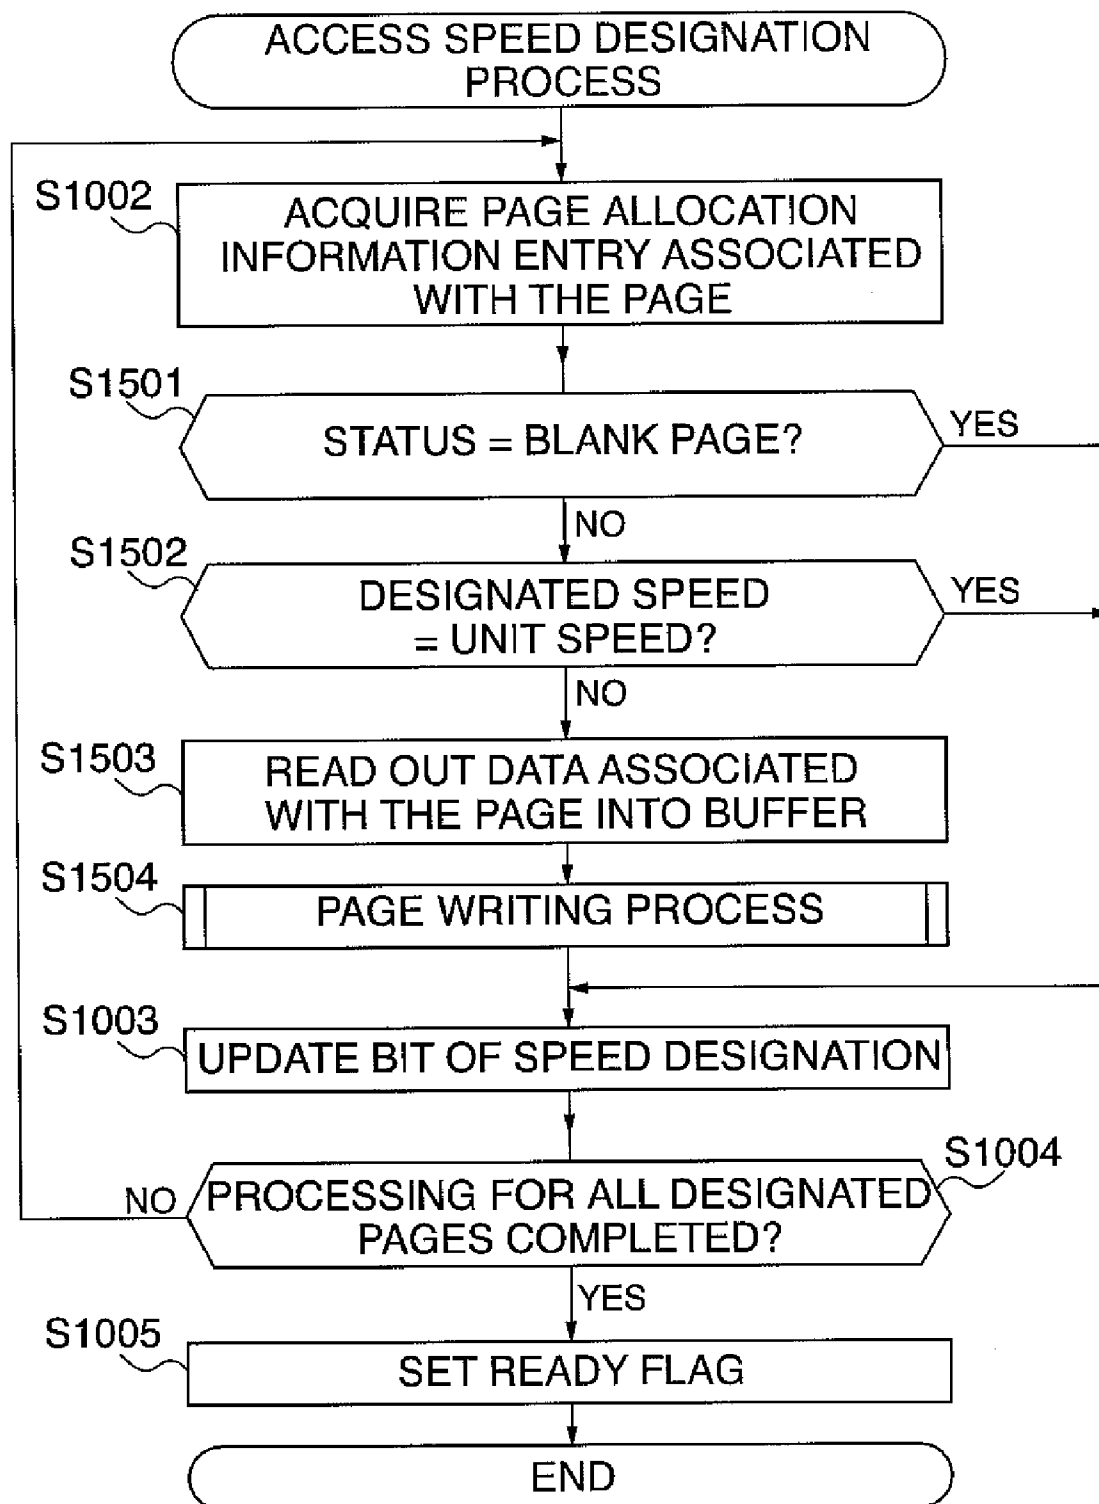 ACCESS SPEED DESIGNATION
PROCESS
S1002
ACQUIRE PAGE ALLOCATION
INFORMATION ENTRY ASSOCIATED
WITH THE PAGE
S1501
STATUS = BLANK PAGE?
YES
NO
S1502
DESIGNATED SPEED
= UNIT SPEED?
YES
NO
S1503
READ OUT DATA ASSOCIATED
WITH THE PAGE INTO BUFFER
S1504
PAGE WRITING PROCESS
S1003
UPDATE BIT OF SPEED DESIGNATION
S1004
NO
PROCESSING FOR ALL DESIGNATED
PAGES COMPLETED?
YES
S1005
SET READY FLAG
END